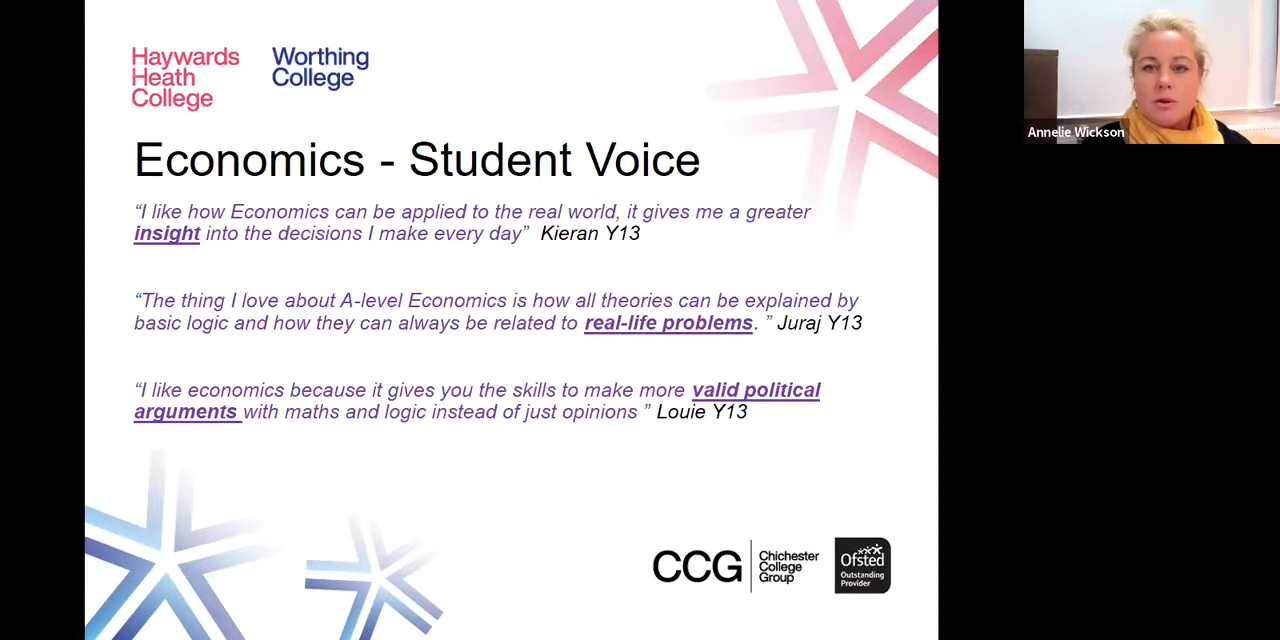 Haywards
Heath
College
Worthing
College
Economics - Student Voice
“I like how Economics can be applied to the real world, it gives me a greater
insight into the decisions I make every day” Kieran Y13
“The thing I love about A-level Economics is how all theories can be explained by
basic logic and how they can always be related to real-life problems. ” Juraj Y13
“I like economics because it gives you the skills to make more valid political
arguments with maths and logic instead of just opinions ” Louie Y13
CCG
Chichester
College
Group
Ofsted
Outstanding
Provider
Annelie Wickson